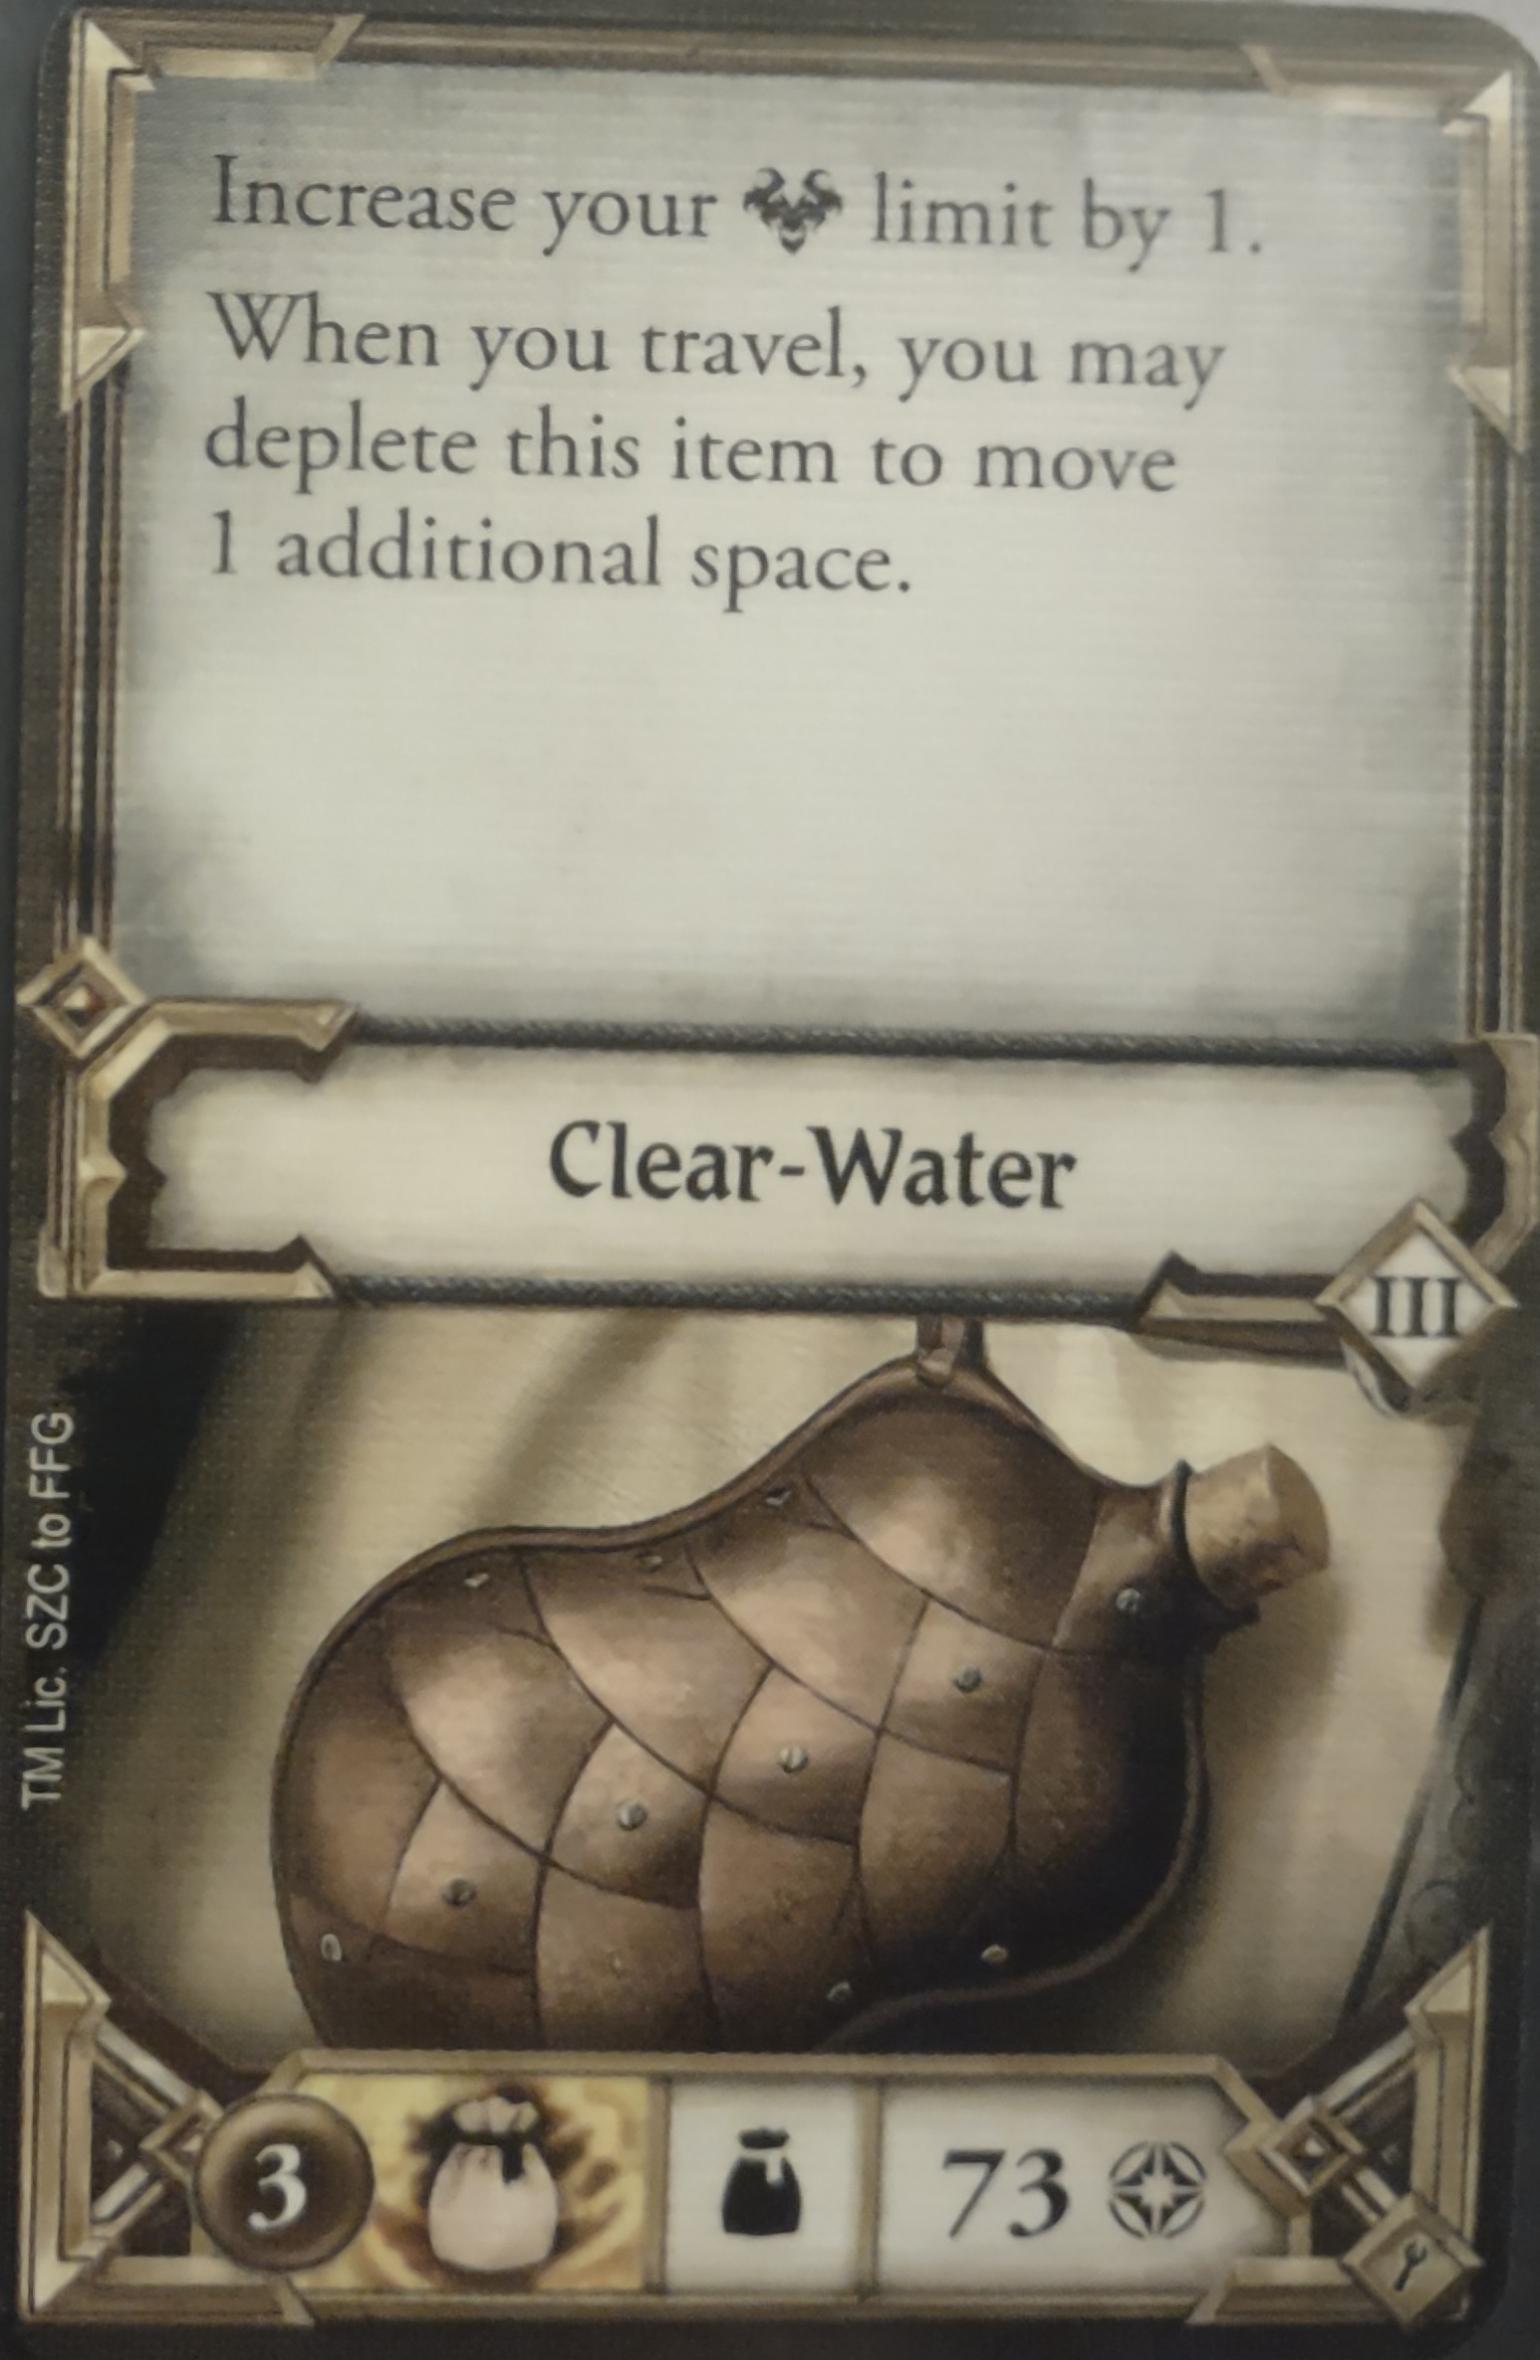 Increase your limit by 1.
When you travel, you may
deplete this item to move
1 additional space.
Clear-Water
III
TM Lic. SZC to FFG
3
73